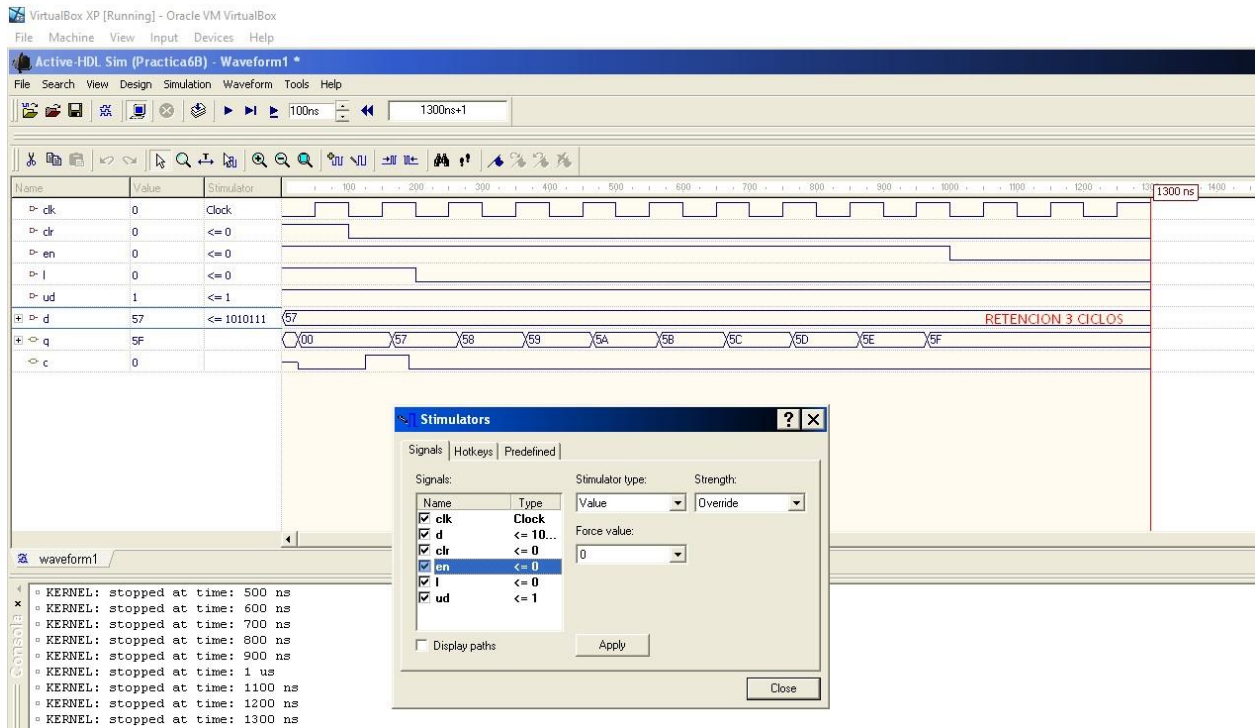 VirtualBox XP [Running] - Oracle VM VirtualBox
File Machine View Input Devices Help
Active-HDL Sim (Practica6B) - Waveform1 *
File Search View Design Simulation Waveform Tools Help
100ns 1300ns+1
Name Value Stimulator 100 200 300 400 500 600 700 800 900 1000 1100 1200 1300 ns 1400
clk 0 Clock
clr 0 <= 0
en 0 <= 0
l 0 <= 0
ud 1 <= 1
d 57 <= 1010111 57 RETENCION 3 CICLOS
q 5F 00 57 58 59 5A 5B 5C 5D 5E 5F
c 0
Stimulators
Signals Hotkeys Predefined
Signals: Stimulator type: Strength:
Name Type Value Override
clk Clock
d <= 10...
clr <= 0
Force value:
en <= 0 0
l <= 0
ud <= 1
Display paths Apply
Close
waveform1
Consola
KERNEL: stopped at time: 500 ns
KERNEL: stopped at time: 600 ns
KERNEL: stopped at time: 700 ns
KERNEL: stopped at time: 800 ns
KERNEL: stopped at time: 900 ns
KERNEL: stopped at time: 1 us
KERNEL: stopped at time: 1100 ns
KERNEL: stopped at time: 1200 ns
KERNEL: stopped at time: 1300 ns